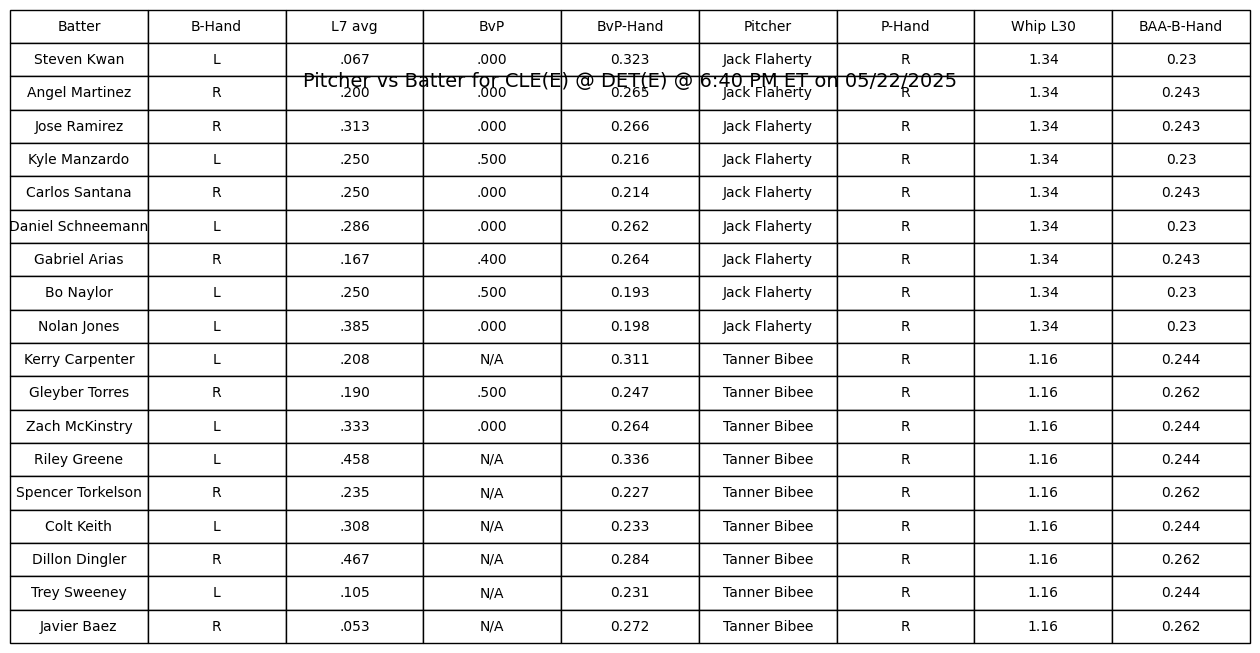 Batter B-Hand L7 avg BvP BvP-Hand Pitcher P-Hand Whip L30 BAA-B-Hand
Steven Kwan L .067 .000 0.323 Jack Flaherty R 1.34 0.23
Pitcher vs Batter for CLE(E) @ DET(E) @ 6:40 PM ET on 05/22/2025
Angel Martinez R .200 .000 0.265 Jack Flaherty R 1.34 0.243
Jose Ramirez R .313 .000 0.266 Jack Flaherty R 1.34 0.243
Kyle Manzardo L .250 .500 0.216 Jack Flaherty R 1.34 0.23
Carlos Santana R .250 .000 0.214 Jack Flaherty R 1.34 0.243
Daniel Schneemann L .286 .000 0.262 Jack Flaherty R 1.34 0.23
Gabriel Arias R .167 .400 0.264 Jack Flaherty R 1.34 0.243
Bo Naylor L .250 .500 0.193 Jack Flaherty R 1.34 0.23
Nolan Jones L .385 .000 0.198 Jack Flaherty R 1.34 0.23
Kerry Carpenter L .208 N/A 0.311 Tanner Bibee R 1.16 0.244
Gleyber Torres R .190 .500 0.247 Tanner Bibee R 1.16 0.262
Zach McKinstry L .333 .000 0.264 Tanner Bibee R 1.16 0.244
Riley Greene L .458 N/A 0.336 Tanner Bibee R 1.16 0.244
Spencer Torkelson R .235 N/A 0.227 Tanner Bibee R 1.16 0.262
Colt Keith L .308 N/A 0.233 Tanner Bibee R 1.16 0.244
Dillon Dingler R .467 N/A 0.284 Tanner Bibee R 1.16 0.262
Trey Sweeney L .105 N/A 0.231 Tanner Bibee R 1.16 0.244
Javier Baez R .053 N/A 0.272 Tanner Bibee R 1.16 0.262